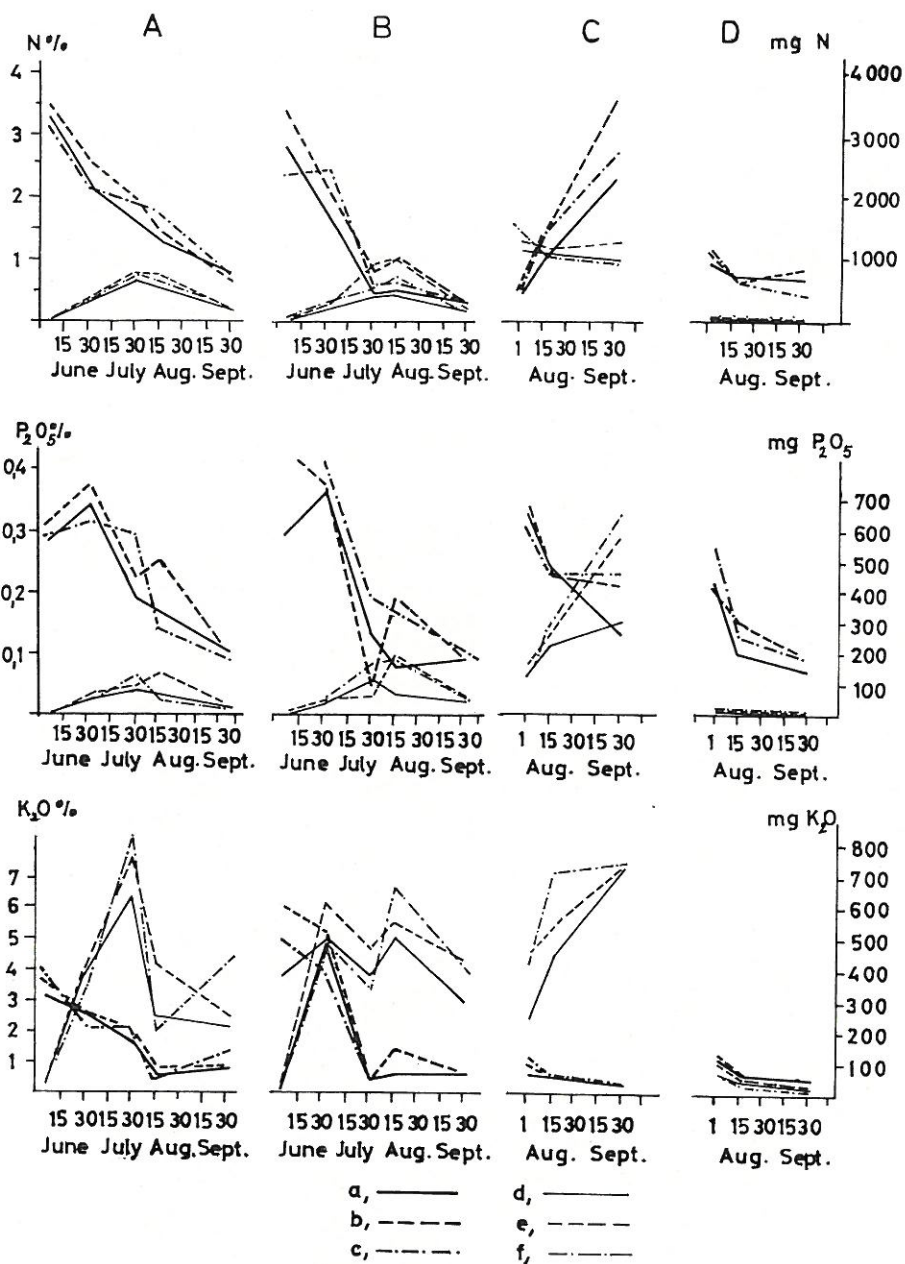 A B C D
N % mg N
4 4000
3 3000
2 2000
1 1000
0
15 30 15 30 15 30 15 30 15 30 15 30 15 30 15 30 1 15 30 15 30 1 15 30 15 30
June July Aug. Sept. June July Aug. Sept. Aug. Sept. Aug. Sept.
P2O5% mg P2O5
0,4 700
600
0,3 500
400
0,2 300
0,1 200
100
0
15 30 15 30 15 30 15 30 15 30 15 30 15 30 15 30 1 15 30 15 30 1 15 30 15 30
June July Aug. Sept. June July Aug. Sept. Aug. Sept. Aug. Sept.
K2O % mg K2O
800
7 700
6 600
5 500
4 400
3 300
2 200
1 100
0
15 30 15 30 15 30 15 30 15 30 15 30 15 30 15 30 1 15 30 15 30 1 15 30 15 30
June July Aug. Sept. June July Aug. Sept. Aug. Sept. Aug. Sept.
a, d,
b, e,
c, f,